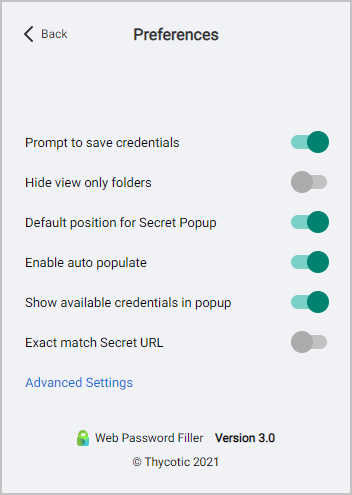 Back
Preferences
Prompt to save credentials
Hide view only folders
Default position for Secret Popup
Enable auto populate
Show available credentials in popup
Exact match Secret URL
Advanced Settings
Web Password Filler Version 3.0
© Thycotic 2021